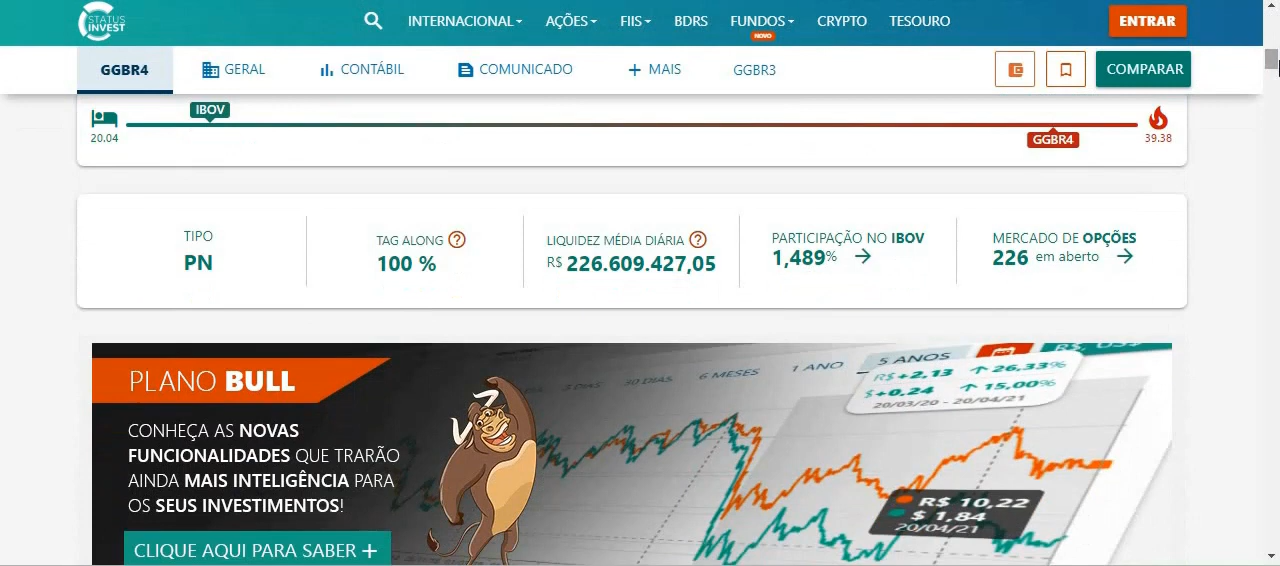 STATUS
INVEST
INTERNACIONAL
AÇÕES
FIIS
BDRS
FUNDOS
NOVO
CRYPTO
TESOURO
ENTRAR
GGBR4
GERAL
CONTÁBIL
COMUNICADO
MAIS
GGBR3
COMPARAR
IBOV
20.04
GGBR4
39.38
TIPO
PN
TAG ALONG ?
100 %
LIQUIDEZ MÉDIA DIÁRIA ?
R$ 226.609.427,05
PARTICIPAÇÃO NO IBOV
1,489%
MERCADO DE OPÇÕES
226 em aberto
PLANO BULL
CONHEÇA AS NOVAS
FUNCIONALIDADES QUE TRARÃO
AINDA MAIS INTELIGÊNCIA PARA
OS SEUS INVESTIMENTOS!
CLIQUE AQUI PARA SABER +
30 DIAS
6 MESES
1 ANO
5 ANOS
R$, US$
R$+2,13 26,33%
$+0,24 15,00%
20/03/20 - 20/04/21
R$ 10,22
$ 1,84
20/04/21